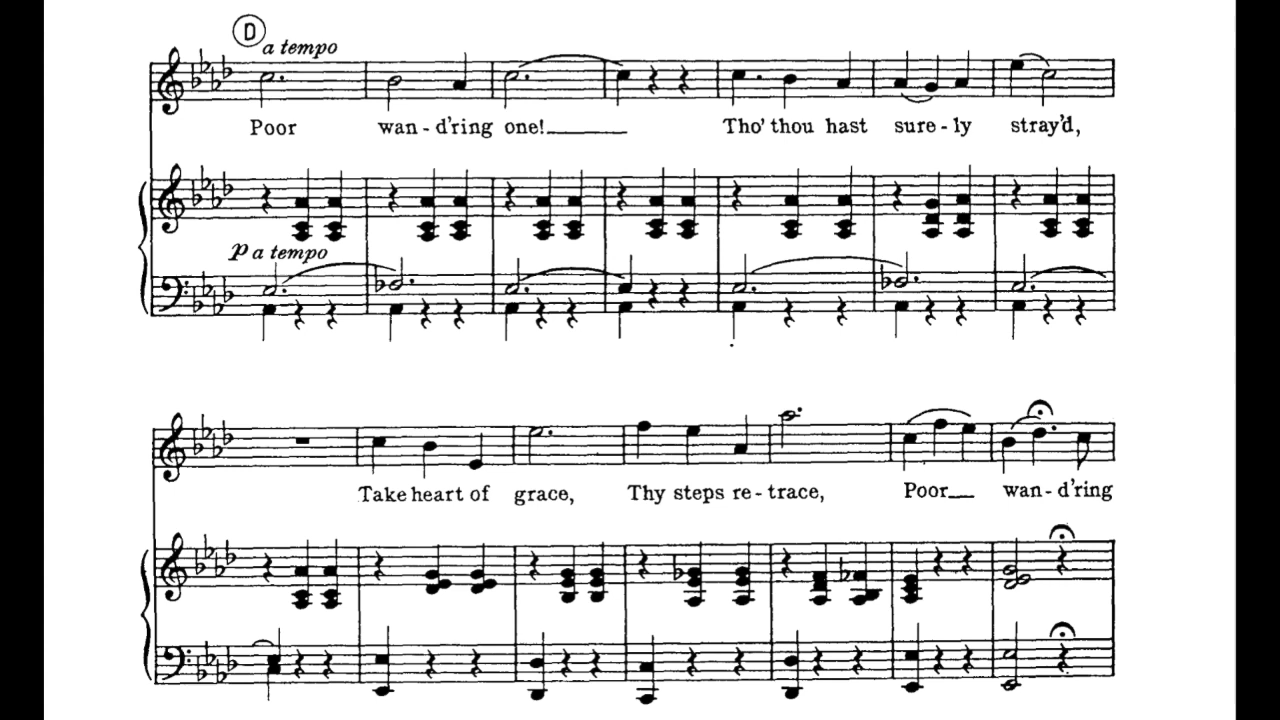 D
a tempo
Poor wan-d'ring one! Tho' thou hast sure-ly stray'd,
p a tempo
Take heart of grace, Thy steps re-trace, Poor wan-d'ring